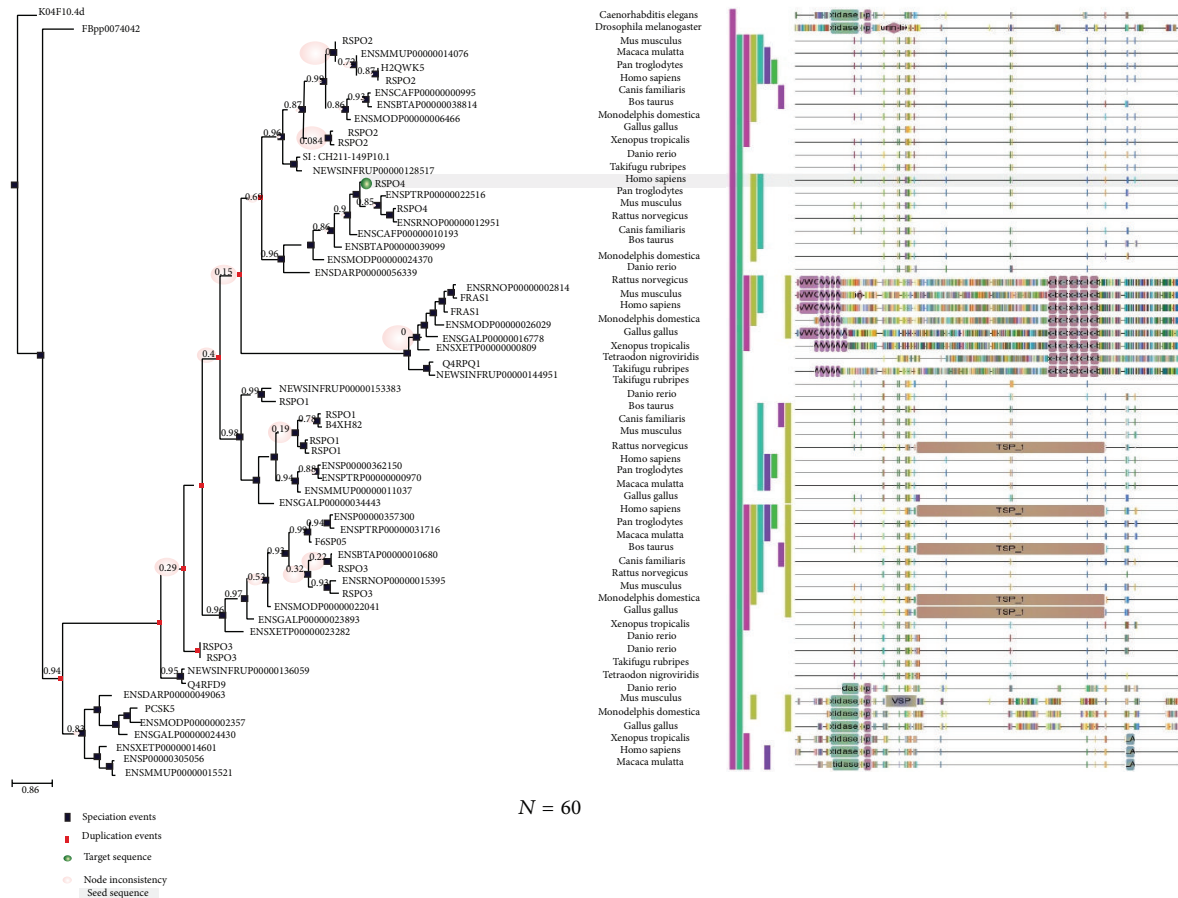 K04F10.4d
FBpp0074042
RSPO2
ENSMMUP00000014076
H2QWK5
RSPO2
ENSCAFP00000000995
ENSBTAP00000038814
ENSMODP00000006466
RSPO2
RSPO2
SI : CH211-149P10.1
NEWSINFRUP00000128517
RSPO4
ENSPTRP00000022516
RSPO4
ENSRNOP00000012951
ENSCAFP00000010193
ENSBTAP00000039099
ENSMODP00000024370
ENSDARP00000056339
ENSRNOP00000002814
FRAS1
FRAS1
ENSMODP00000026029
ENSGALP00000016778
ENSXETP00000000809
Q4RPQ1
NEWSINFRUP00000144951
NEWSINFRUP00000153383
RSPO1
RSPO1
B4XH82
RSPO1
RSPO1
ENSP00000362150
ENSPTRP00000000970
ENSMMUP00000011037
ENSGALP00000034443
ENSP00000357300
ENSPTRP00000031716
F6SP05
ENSBTAP00000010680
RSPO3
ENSRNOP00000015395
RSPO3
ENSMODP00000022041
ENSGALP00000023893
ENSXETP00000023282
RSPO3
RSPO3
NEWSINFRUP00000136059
Q4RFD9
ENSDARP00000049063
PCSK5
ENSMODP00000002357
ENSGALP00000024430
ENSXETP00000014601
ENSP00000305056
ENSMMUP00000015521
0.99
0.87
0.86
0.93
0.87
0.96
0.084
0.85
0.9
0.86
0.96
0.15
0
0.4
0.99
0.98
0.19
0.78
0.94
0.88
0.94
0.99
0.93
0.22
0.32
0.93
0.53
0.97
0.96
0.29
0.95
0.94
0.83
0.86
Caenorhabditis elegans
Drosophila melanogaster
Mus musculus
Macaca mulatta
Pan troglodytes
Homo sapiens
Canis familiaris
Bos taurus
Monodelphis domestica
Gallus gallus
Xenopus tropicalis
Danio rerio
Takifugu rubripes
Homo sapiens
Pan troglodytes
Mus musculus
Rattus norvegicus
Canis familiaris
Bos taurus
Monodelphis domestica
Danio rerio
Rattus norvegicus
Mus musculus
Homo sapiens
Monodelphis domestica
Gallus gallus
Xenopus tropicalis
Tetraodon nigroviridis
Takifugu rubripes
Takifugu rubripes
Danio rerio
Bos taurus
Canis familiaris
Mus musculus
Rattus norvegicus
Homo sapiens
Pan troglodytes
Macaca mulatta
Gallus gallus
Homo sapiens
Pan troglodytes
Macaca mulatta
Bos taurus
Canis familiaris
Rattus norvegicus
Mus musculus
Monodelphis domestica
Gallus gallus
Xenopus tropicalis
Danio rerio
Danio rerio
Takifugu rubripes
Tetraodon nigroviridis
Danio rerio
Mus musculus
Monodelphis domestica
Gallus gallus
Xenopus tropicalis
Homo sapiens
Macaca mulatta
TSP_1
TSP_1
TSP_1
TSP_1
TSP_1
VSP
N = 60
Speciation events
Duplication events
Target sequence
Node inconsistency
Seed sequence